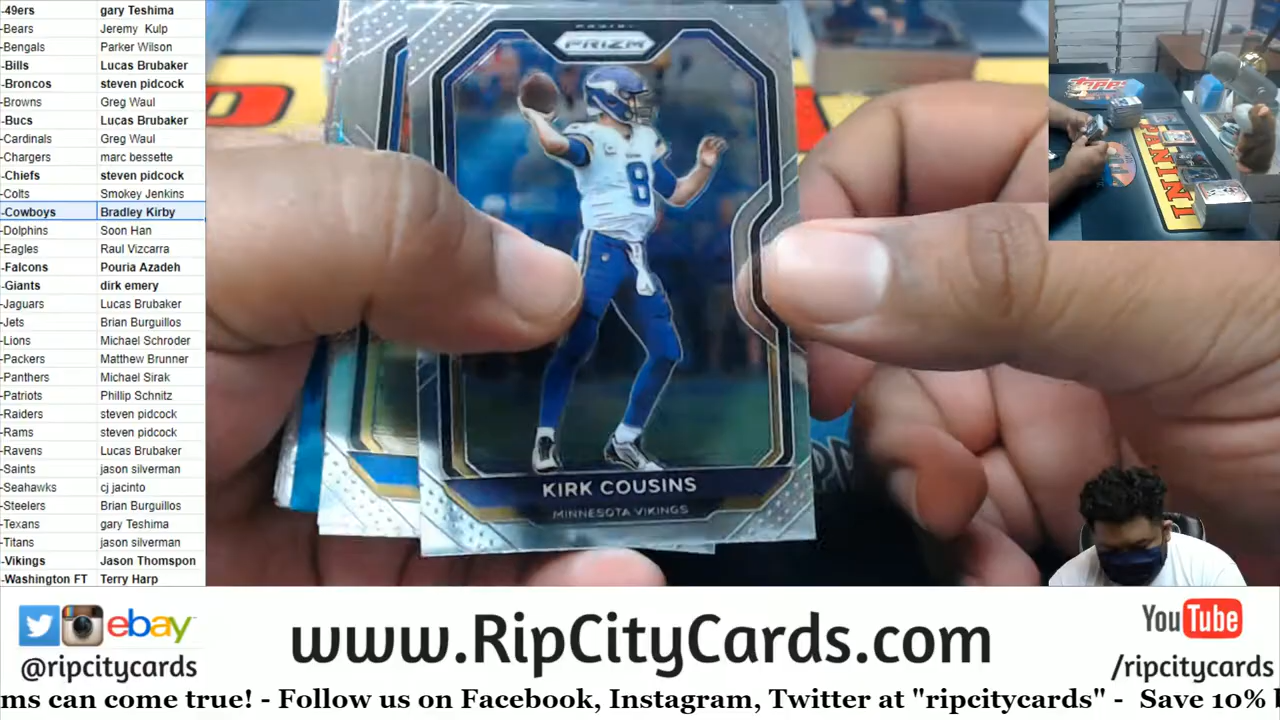 -49ers gary Teshima
-Bears Jeremy Kulp
-Bengals Parker Wilson
-Bills Lucas Brubaker
-Broncos steven pidcock
-Browns Greg Waul
-Bucs Lucas Brubaker
-Cardinals Greg Waul
-Chargers marc bessette
-Chiefs steven pidcock
-Colts Smokey Jenkins
-Cowboys Bradley Kirby
-Dolphins Soon Han
-Eagles Raul Vizcarra
-Falcons Pouria Azadeh
-Giants dirk emery
-Jaguars Lucas Brubaker
-Jets Brian Burguillos
-Lions Michael Schroder
-Packers Matthew Brunner
-Panthers Michael Sirak
-Patriots Phillip Schnitz
-Raiders steven pidcock
-Rams steven pidcock
-Ravens Lucas Brubaker
-Saints jason silverman
-Seahawks cj jacinto
-Steelers Brian Burguillos
-Texans gary Teshima
-Titans jason silverman
-Vikings Jason Thomspon
-Washington FT Terry Harp
PANINI
PRIZM
8
KIRK COUSINS
MINNESOTA VIKINGS
TOPPS
PANINI
ebay
@ripcitycards
www.RipCityCards.com
YouTube
/ripcitycards
ms can come true! - Follow us on Facebook, Instagram, Twitter at "ripcitycards" - Save 10%